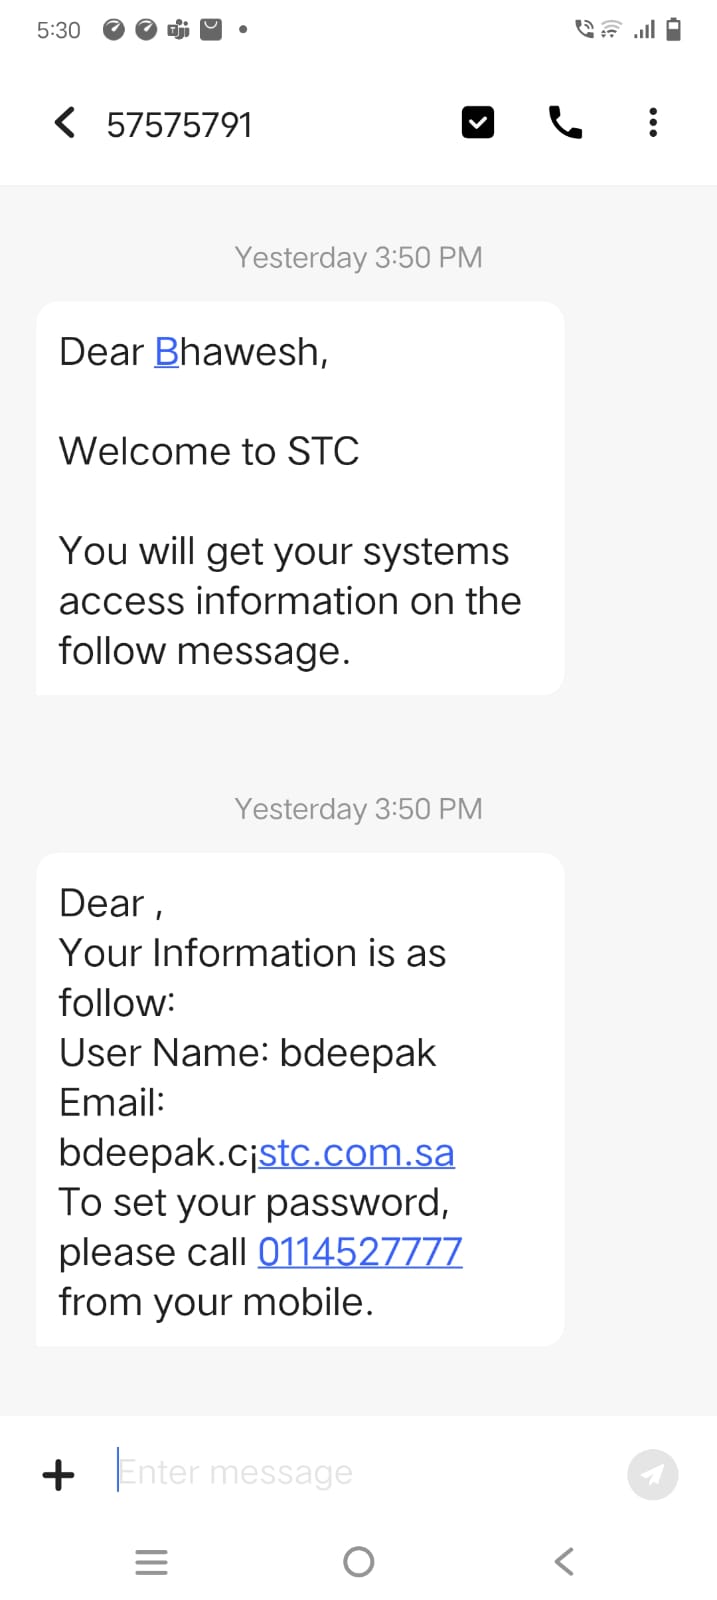 5:30
57575791
Yesterday 3:50 PM
Dear Bhawesh,
Welcome to STC
You will get your systems
access information on the
follow message.
Yesterday 3:50 PM
Dear ,
Your Information is as
follow:
User Name: bdeepak
Email:
bdeepak.c¡stc.com.sa
To set your password,
please call 0114527777
from your mobile.
Enter message